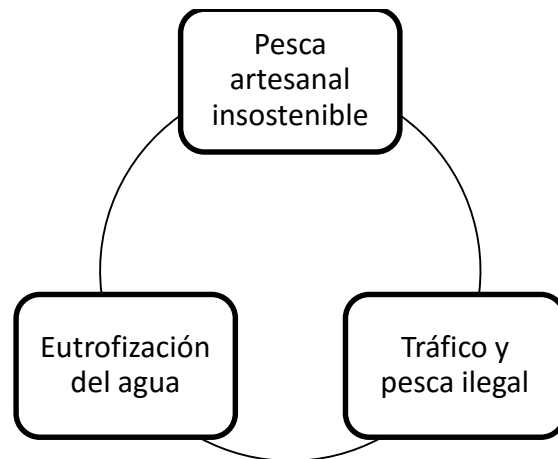 Pesca
artesanal
insostenible
Eutrofización
del agua
Tráfico y
pesca ilegal